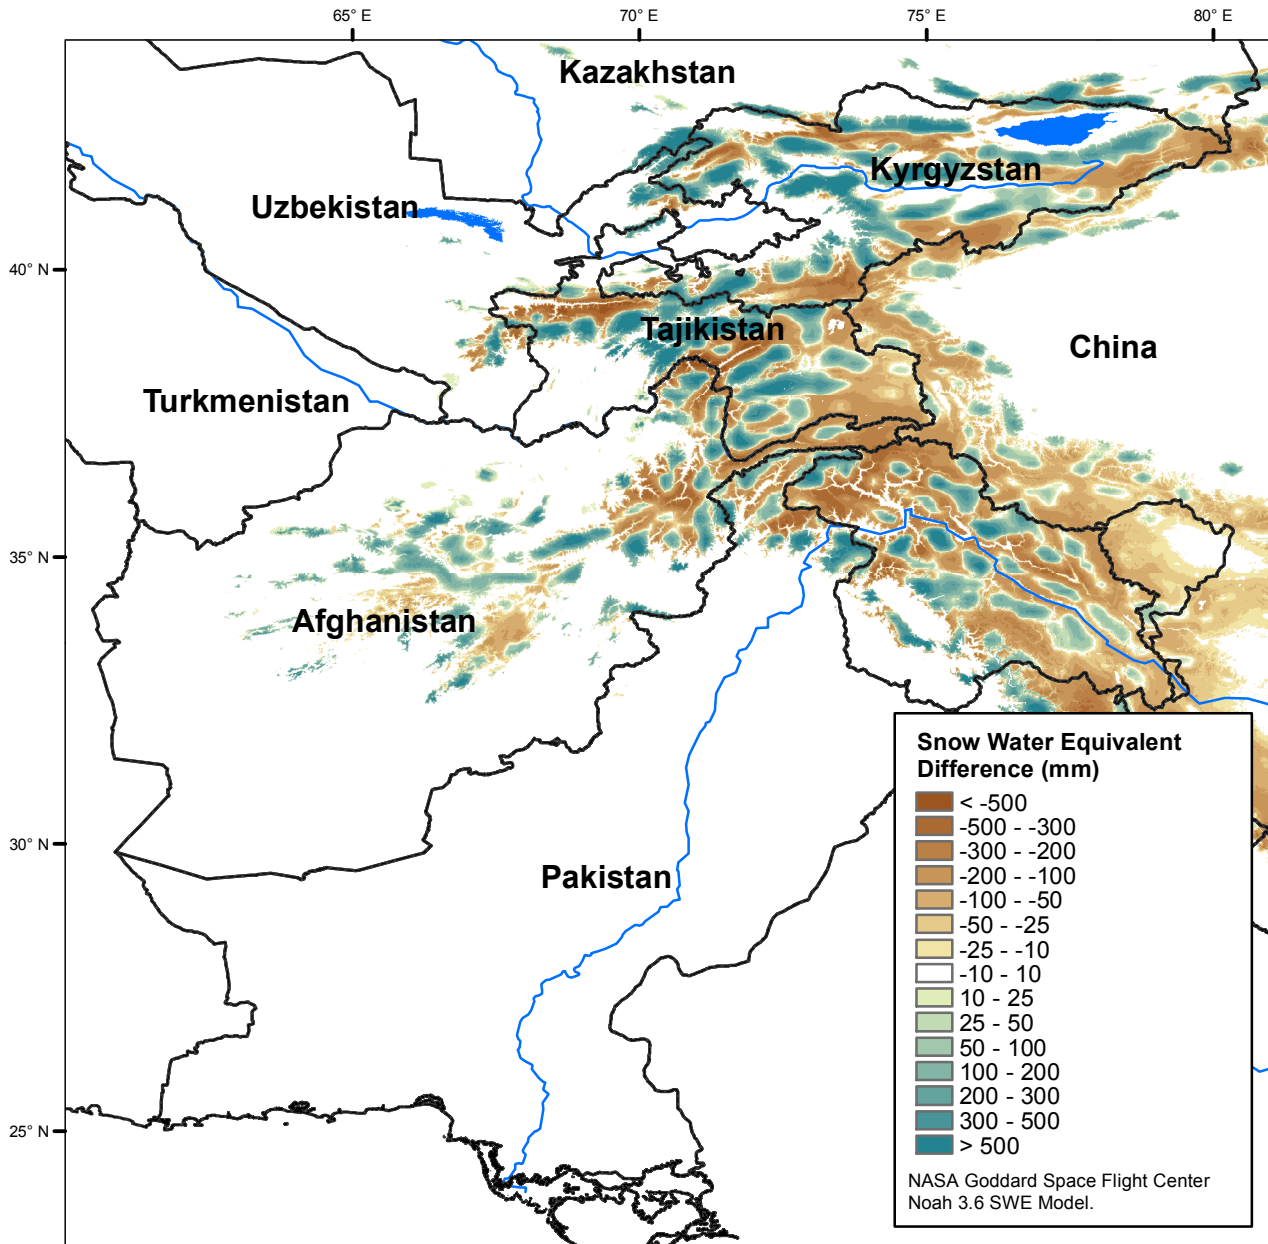 65° E
70° E
75° E
80° E
Kazakhstan
Kyrgyzstan
Uzbekistan
40° N
Tajikistan
China
Turkmenistan
35° N
Afghanistan
Snow Water Equivalent
Difference (mm)
< -500
-500 - -300
-300 - -200
-200 - -100
-100 - -50
-50 - -25
-25 - -10
-10 - 10
10 - 25
25 - 50
50 - 100
100 - 200
200 - 300
300 - 500
> 500
NASA Goddard Space Flight Center
Noah 3.6 SWE Model.
30° N
Pakistan
25° N